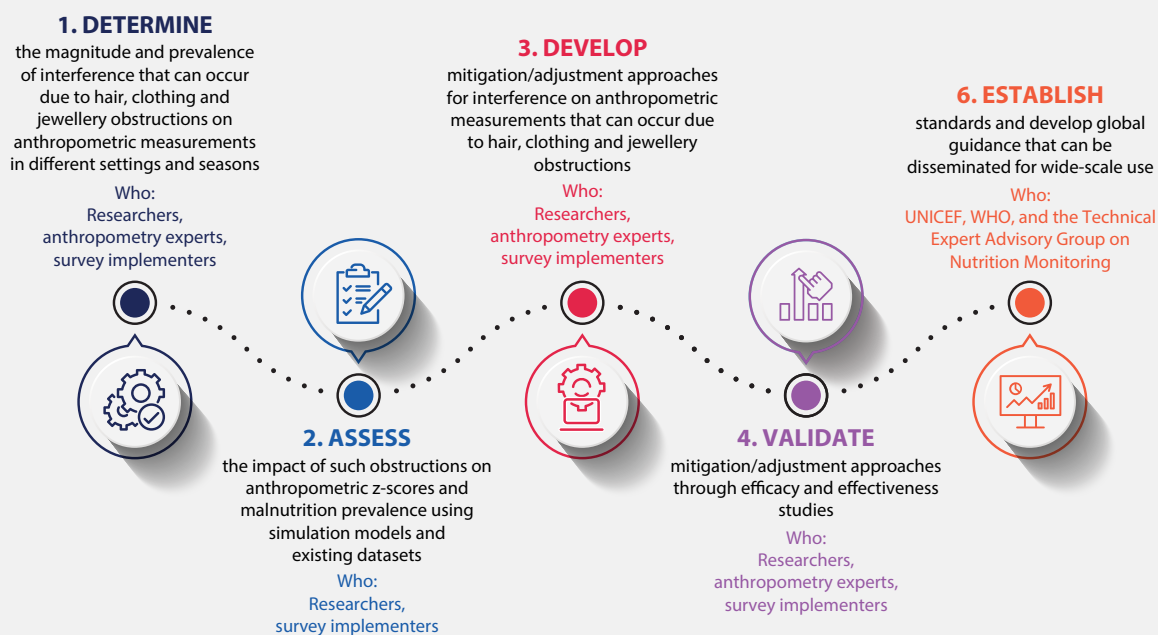 1. DETERMINE
the magnitude and prevalence
of interference that can occur
due to hair, clothing and
jewellery obstructions on
anthropometric measurements
in different settings and seasons
Who:
Researchers,
anthropometry experts,
survey implementers
2. ASSESS
the impact of such obstructions on
anthropometric z-scores and
malnutrition prevalence using
simulation models and
existing datasets
Who:
Researchers,
survey implementers
3. DEVELOP
mitigation/adjustment approaches
for interference on anthropometric
measurements that can occur due
to hair, clothing and jewellery
obstructions
Who:
Researchers,
anthropometry experts,
survey implementers
4. VALIDATE
mitigation/adjustment approaches
through efficacy and effectiveness
studies
Who:
Researchers,
anthropometry experts,
survey implementers
6. ESTABLISH
standards and develop global
guidance that can be
disseminated for wide-scale use
Who:
UNICEF, WHO, and the Technical
Expert Advisory Group on
Nutrition Monitoring